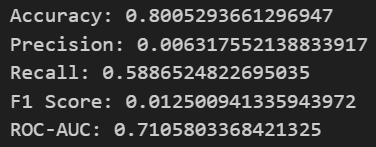 Accuracy: 0.8005293661296947
Precision: 0.006317552138833917
Recall: 0.5886524822695035
F1 Score: 0.012500941335943972
ROC-AUC: 0.7105803368421325